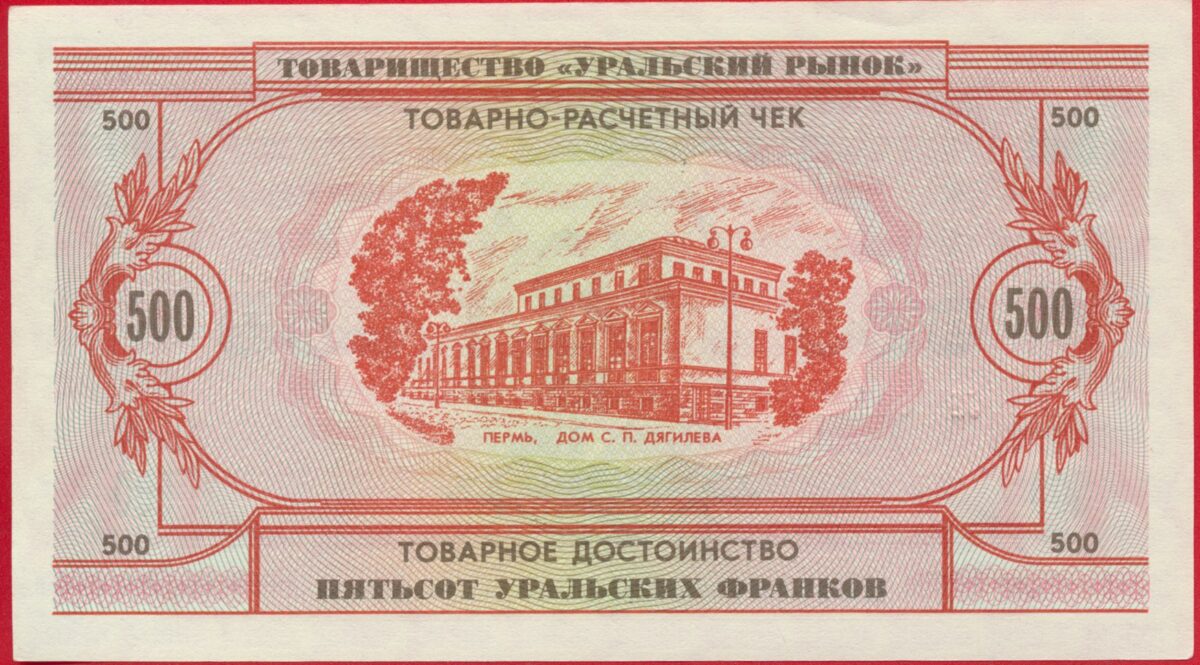 ТОВАРИЩЕСТВО «УРАЛЬСКИЙ РЫНОК»
500
ТОВАРНО-РАСЧЕТНЫЙ ЧЕК
500
500
500
ПЕРМЬ, ДОМ С. П. ДЯГИЛЕВА
500
ТОВАРНОЕ ДОСТОИНСТВО
500
ПЯТЬСОТ УРАЛЬСКИХ ФРАНКОВ